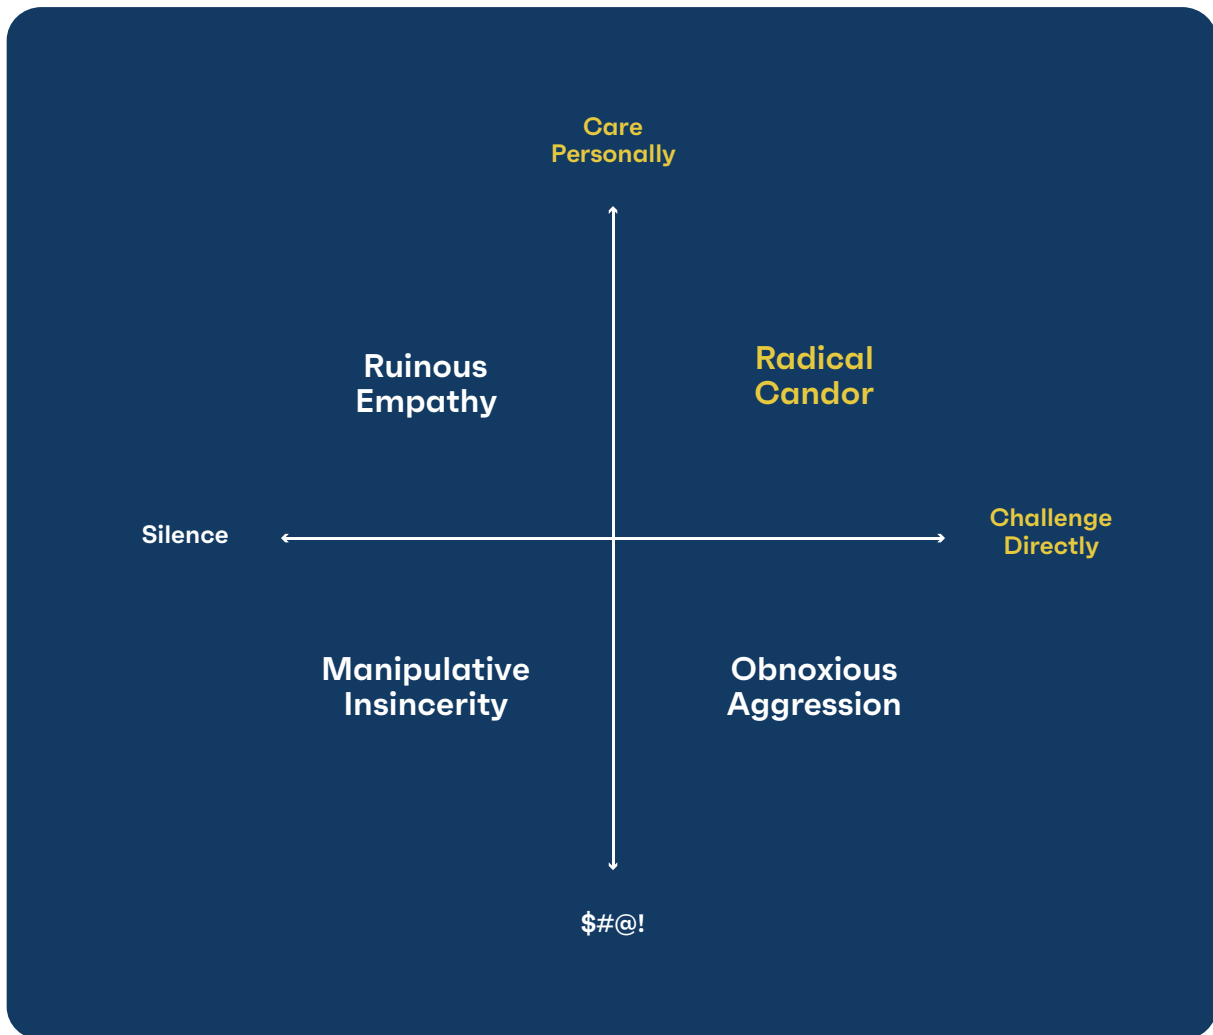 Care
Personally
Ruinous
Empathy
Radical
Candor
Silence
Challenge
Directly
Manipulative
Insincerity
Obnoxious
Aggression
$#@!